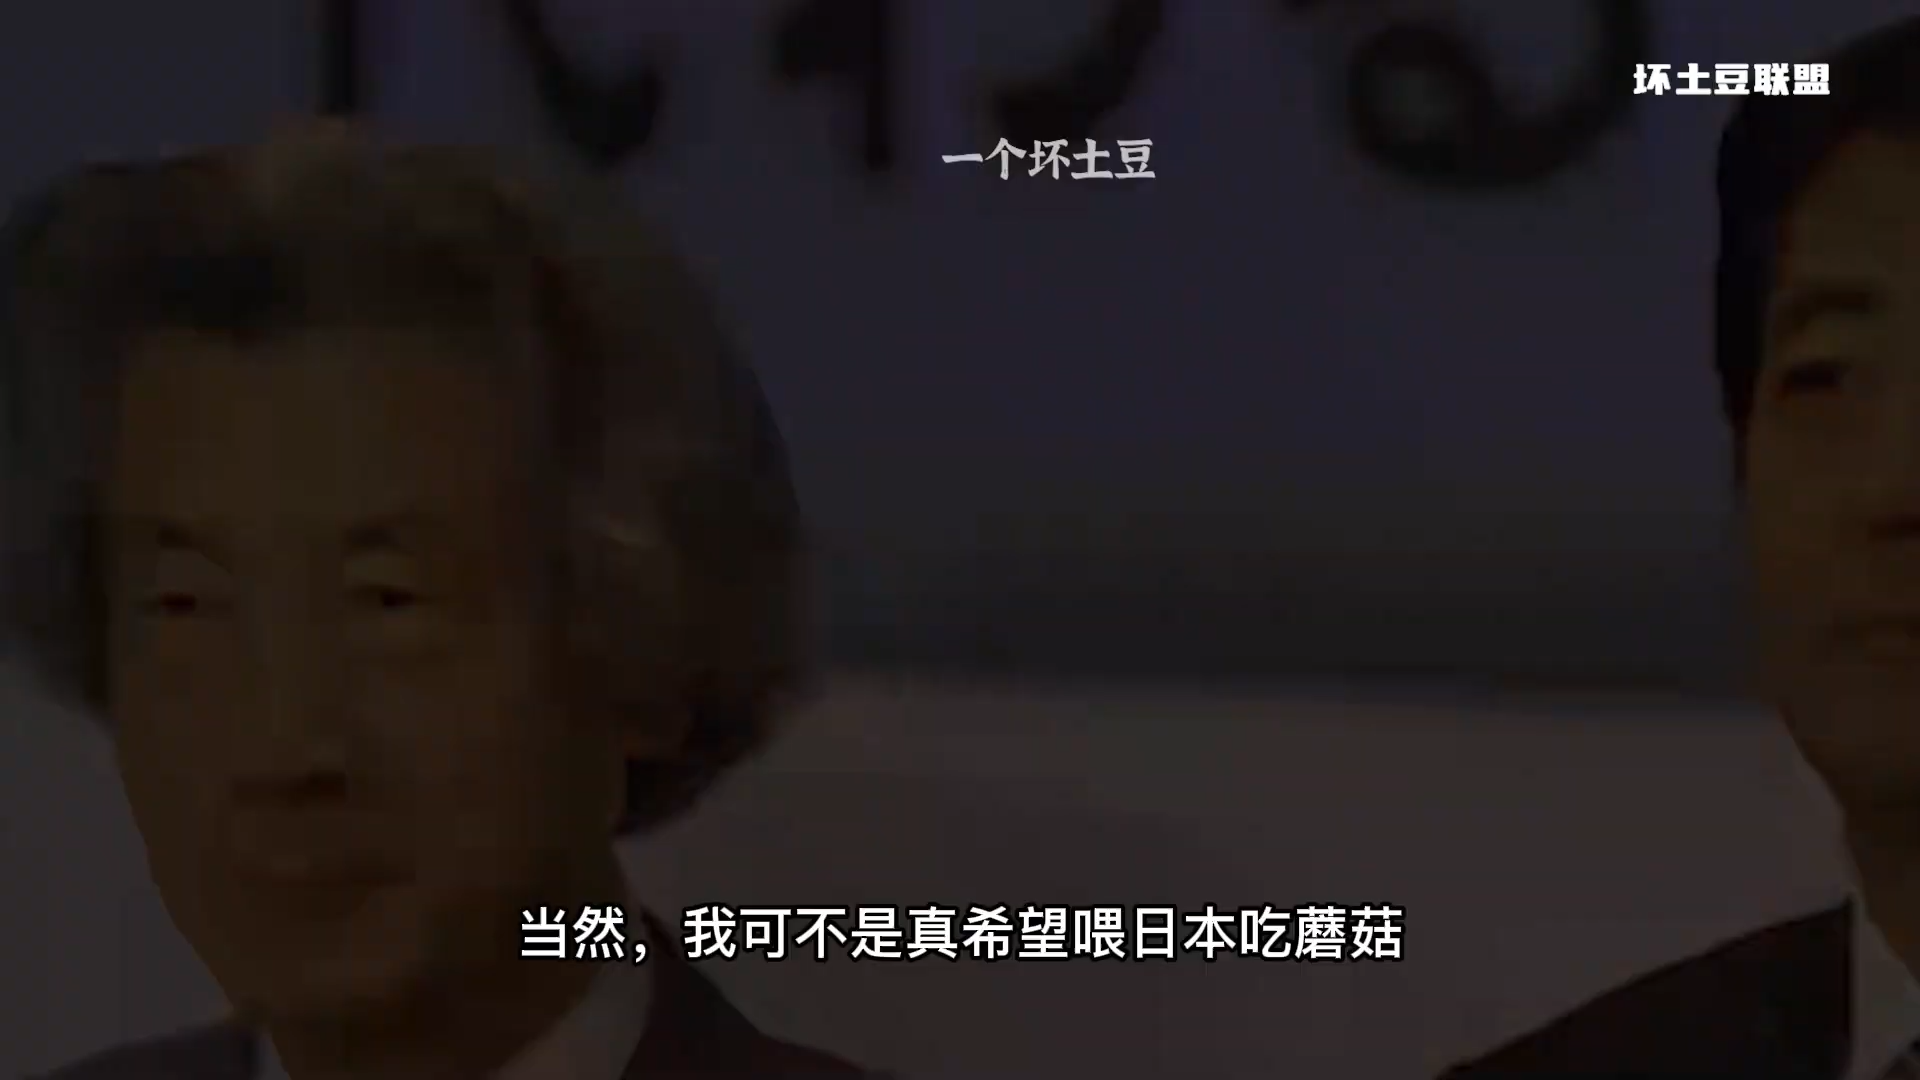 坏土豆联盟
一个坏土豆
当然，我可不是真希望喂日本吃蘑菇